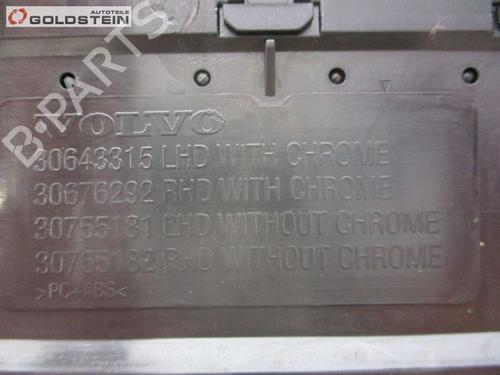 AUTOTEILE
GOLDSTEIN
B-PARTS
VOLVO
30643315 LHD WITH CHROME
30676292 RHD WITH CHROME
30755181 LHD WITHOUT CHROME
30755182 RHD WITHOUT CHROME
>PC+ABS<